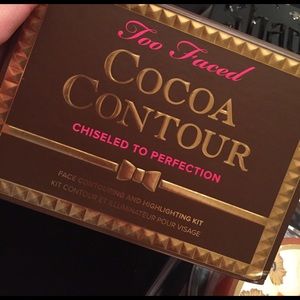 Too Faced
COCOA
CONTOUR
CHISELED TO PERFECTION
FACE CONTOURING AND HIGHLIGHTING KIT
KIT CONTOUR ET ILLUMINATEUR POUR VISAGE